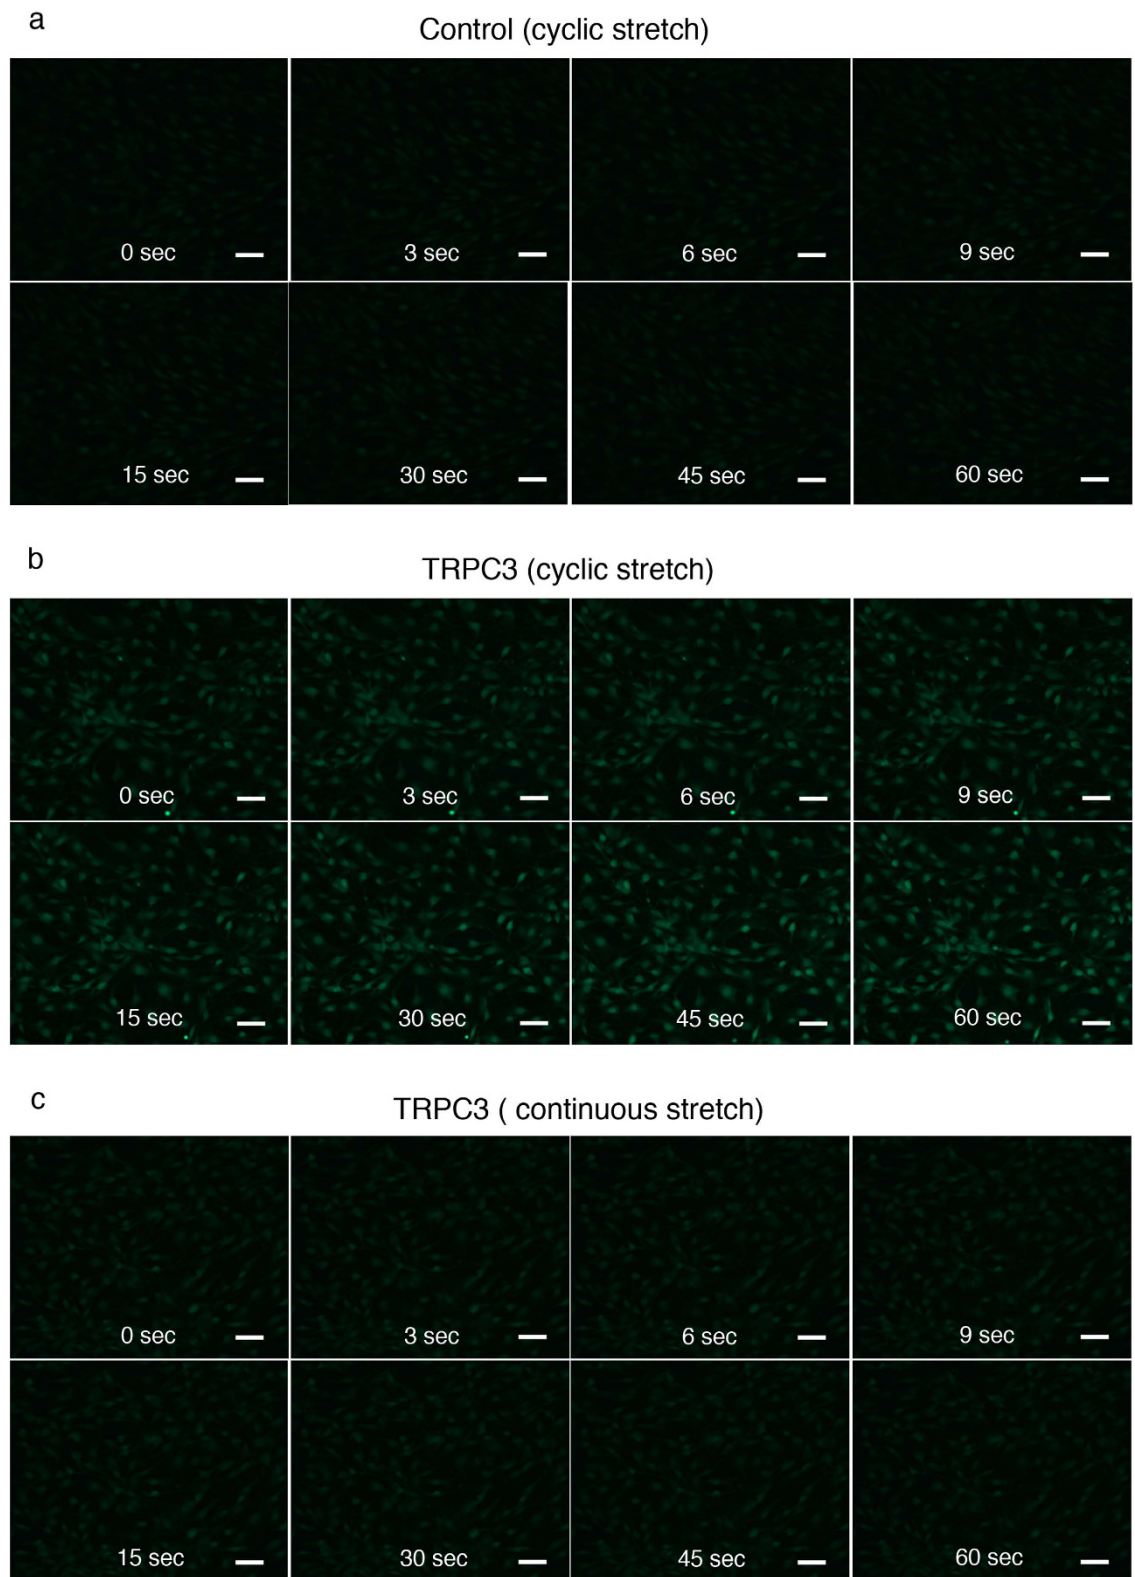 a
Control (cyclic stretch)
0 sec
3 sec
6 sec
9 sec
15 sec
30 sec
45 sec
60 sec
b
TRPC3 (cyclic stretch)
0 sec
3 sec
6 sec
9 sec
15 sec
30 sec
45 sec
60 sec
c
TRPC3 ( continuous stretch)
0 sec
3 sec
6 sec
9 sec
15 sec
30 sec
45 sec
60 sec